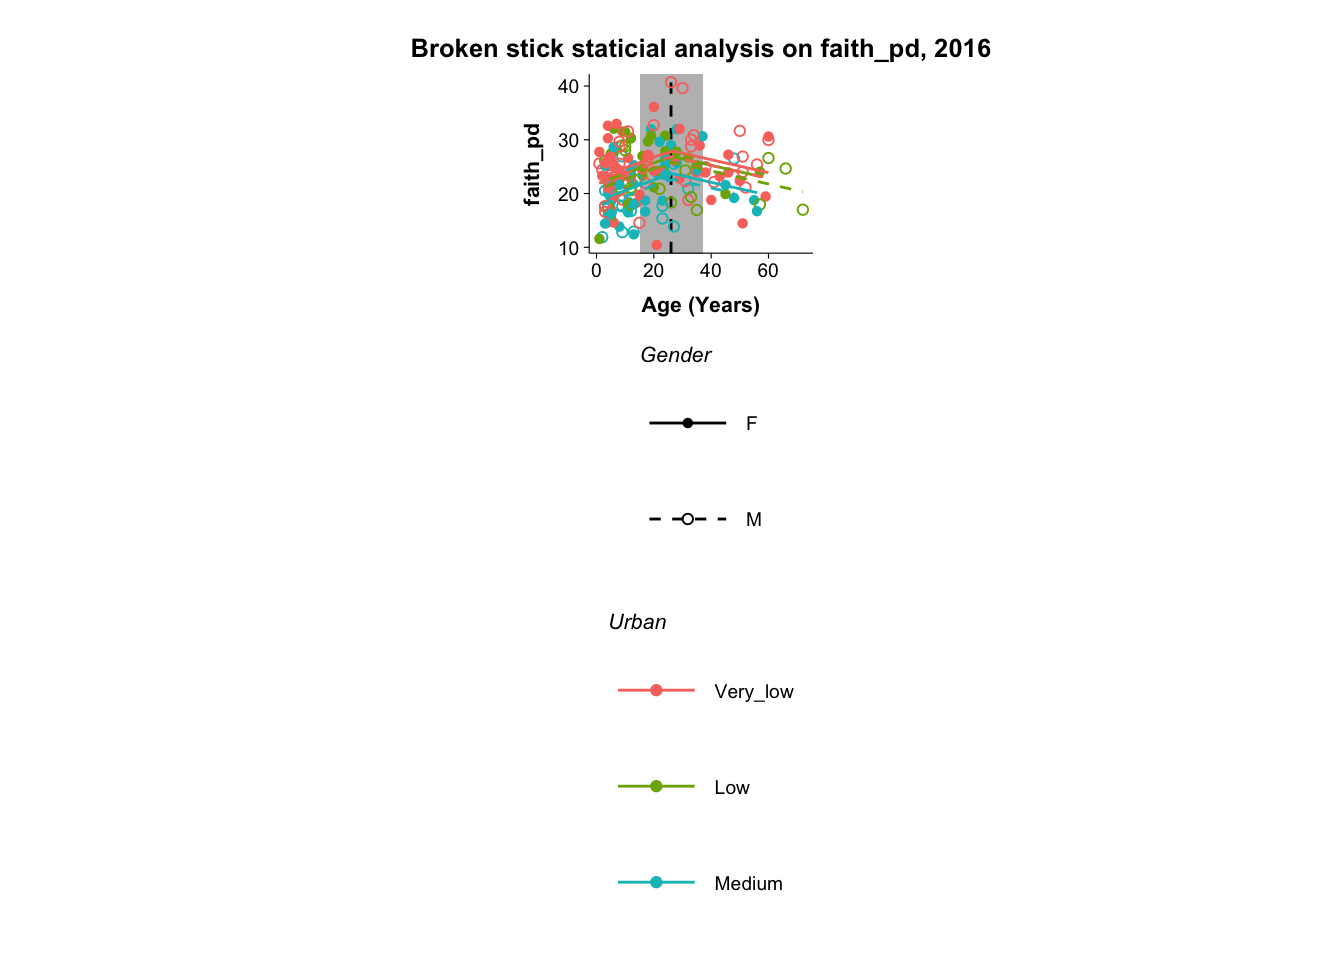 Broken stick staticial analysis on faith_pd, 2016
40
30
20
10
faith_pd
0 20 40 60
Age (Years)
Gender
F
M
Urban
Very_low
Low
Medium